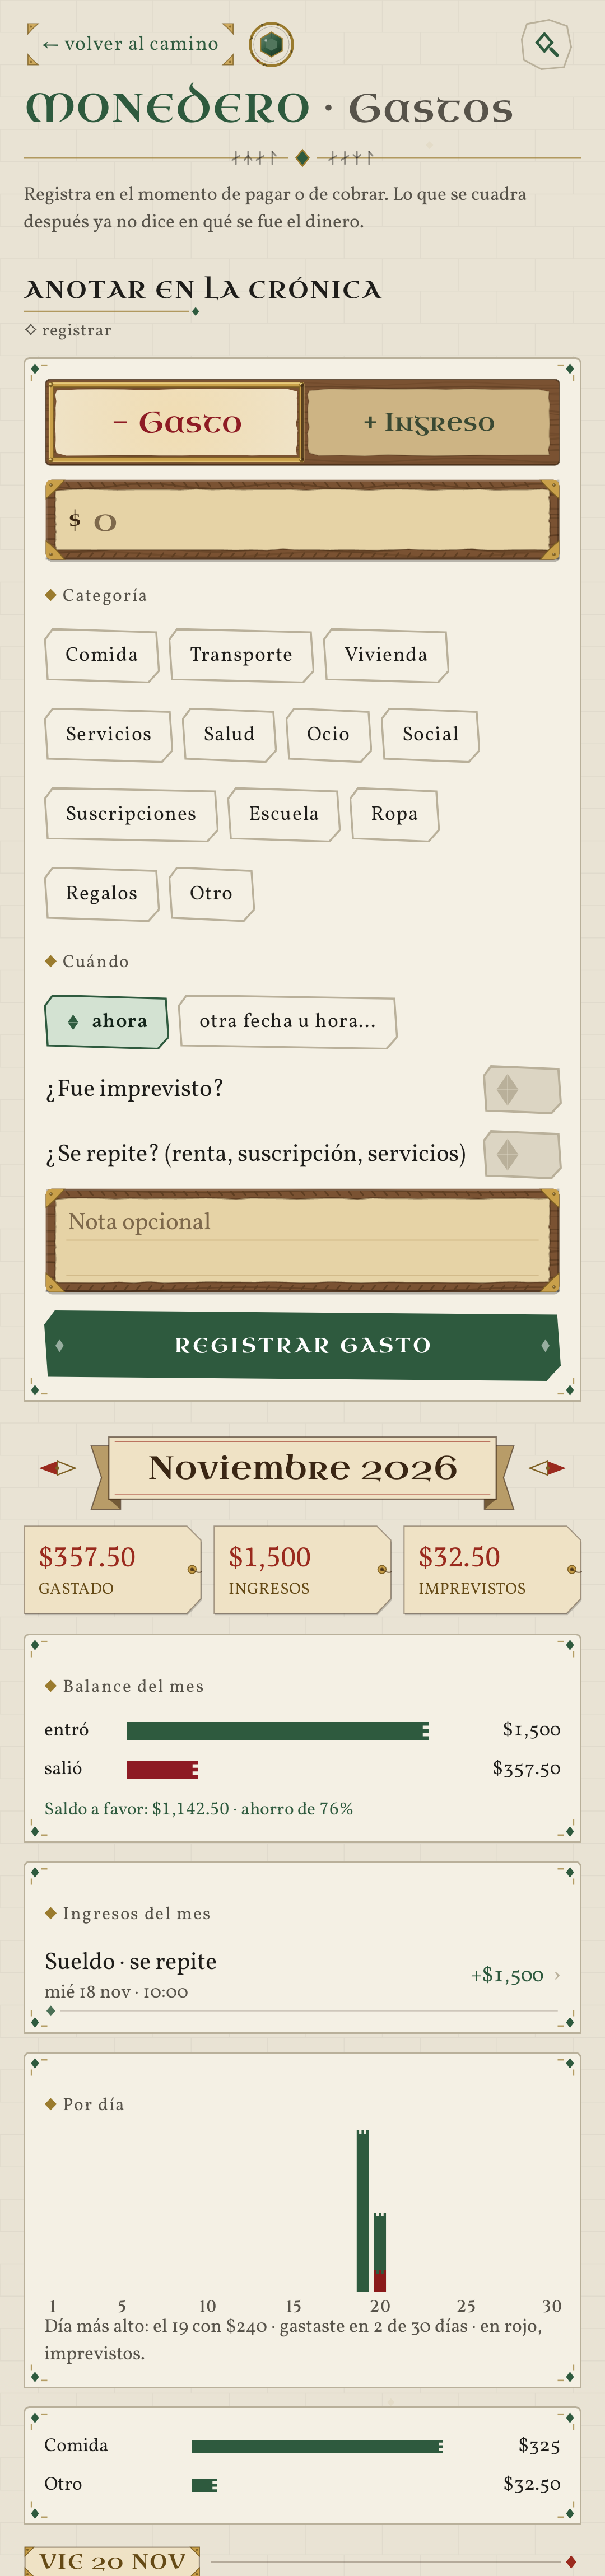 ← volver al camino
MONEDERO · Gastos
Registra en el momento de pagar o de cobrar. Lo que se cuadra
después ya no dice en qué se fue el dinero.
ANOTAR EN LA CRÓNICA
registrar
− Gasto + Ingreso
$ 0
Categoría
Comida Transporte Vivienda
Servicios Salud Ocio Social
Suscripciones Escuela Ropa
Regalos Otro
Cuándo
ahora otra fecha u hora...
¿Fue imprevisto?
¿Se repite? (renta, suscripción, servicios)
Nota opcional
REGISTRAR GASTO
Noviembre 2026
$357.50 $1,500 $32.50
GASTADO INGRESOS IMPREVISTOS
Balance del mes
entró $1,500
salió $357.50
Saldo a favor: $1,142.50 · ahorro de 76%
Ingresos del mes
Sueldo · se repite
+$1,500 ›
mié 18 nov · 10:00
Por día
1 5 10 15 20 25 30
Día más alto: el 19 con $240 · gastaste en 2 de 30 días · en rojo,
imprevistos.
Comida $325
Otro $32.50
VIE 20 NOV